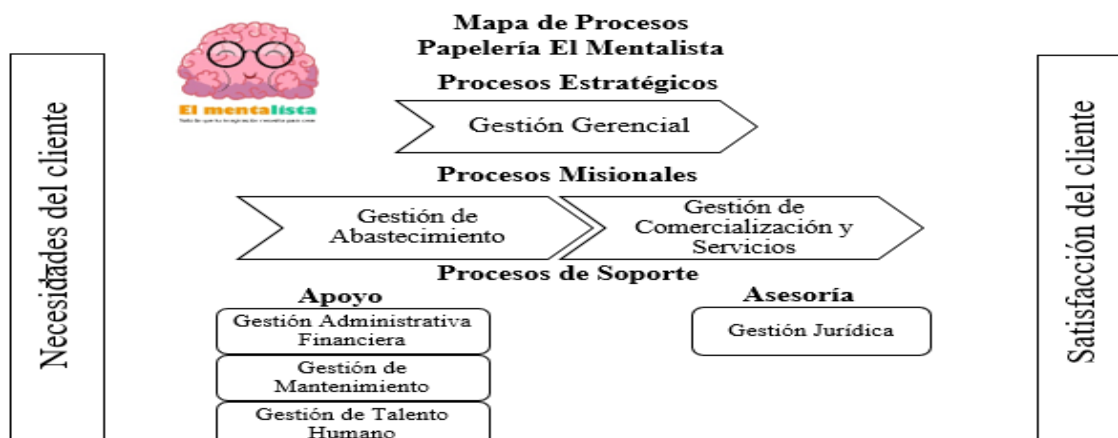 Mapa de Procesos
Papelería El Mentalista
El mentalista
Procesos Estratégicos
Gestión Gerencial
Procesos Misionales
Gestión de
Abastecimiento
Gestión de
Comercialización y
Servicios
Procesos de Soporte
Apoyo
Gestión Administrativa
Financiera
Gestión de
Mantenimiento
Gestión de Talento
Humano
Asesoría
Gestión Jurídica
Necesidades del cliente
Satisfacción del cliente